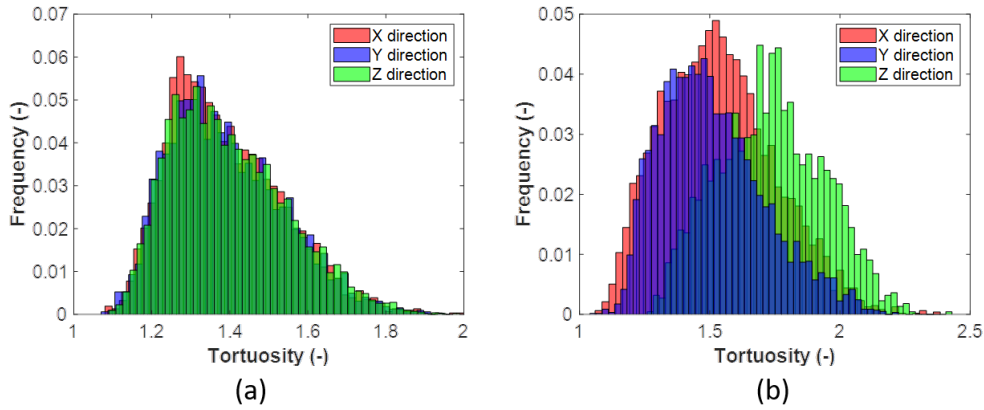 0.07
0.06
0.05
0.04
0.03
0.02
0.01
0
Frequency (-)
X direction
Y direction
Z direction
1 1.2 1.4 1.6 1.8 2
Tortuosity (-)
(a)
0.05
0.04
0.03
0.02
0.01
0
Frequency (-)
X direction
Y direction
Z direction
1 1.5 2 2.5
Tortuosity (-)
(b)